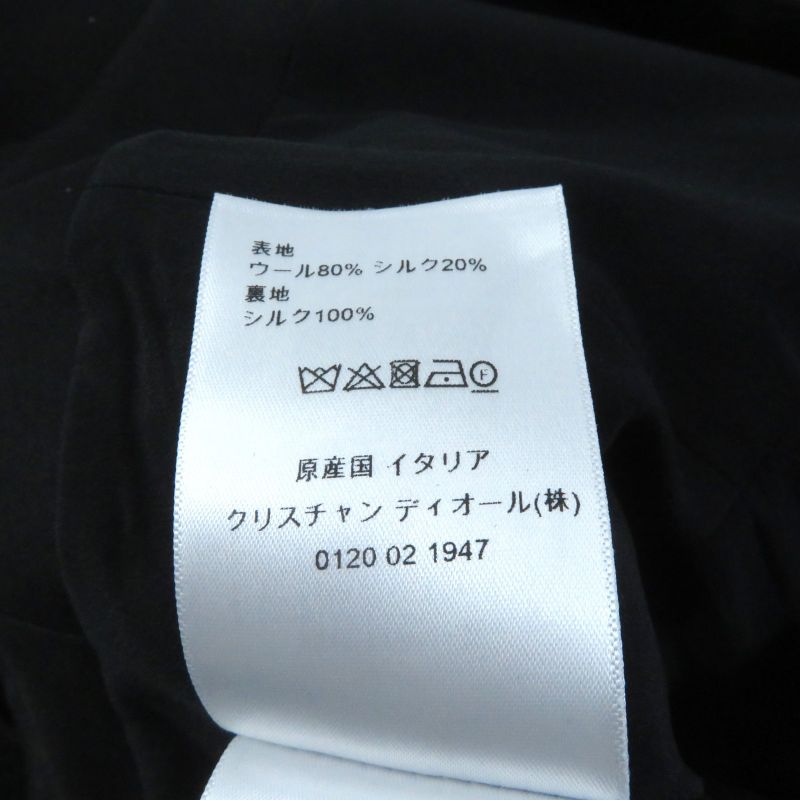 表地
ウール80% シルク20%
裏地
シルク100%
F
原産国 イタリア
クリスチャン ディオール(株)
0120 02 1947